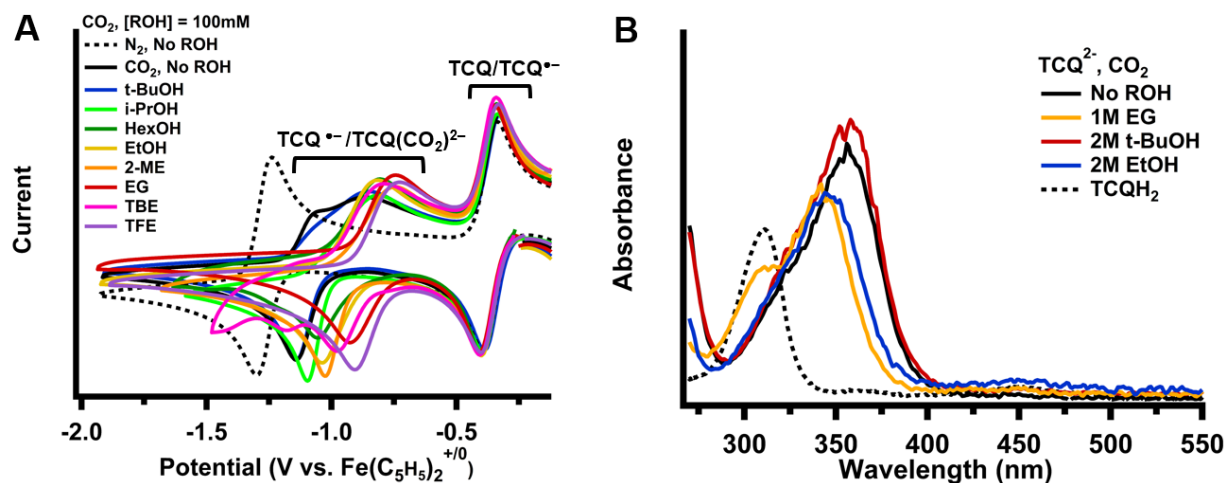 A
CO₂, [ROH] = 100mM
N₂, No ROH
CO₂, No ROH
t-BuOH
i-PrOH
HexOH
EtOH
2-ME
EG
TBE
TFE
TCQ/TCQ•−
TCQ •−/TCQ(CO₂)²⁻
Current
-2.0 -1.5 -1.0 -0.5
Potential (V vs. Fe(C₅H₅)₂⁺/⁰)
B
TCQ²⁻, CO₂
No ROH
1M EG
2M t-BuOH
2M EtOH
TCQH₂
Absorbance
300 350 400 450 500 550
Wavelength (nm)